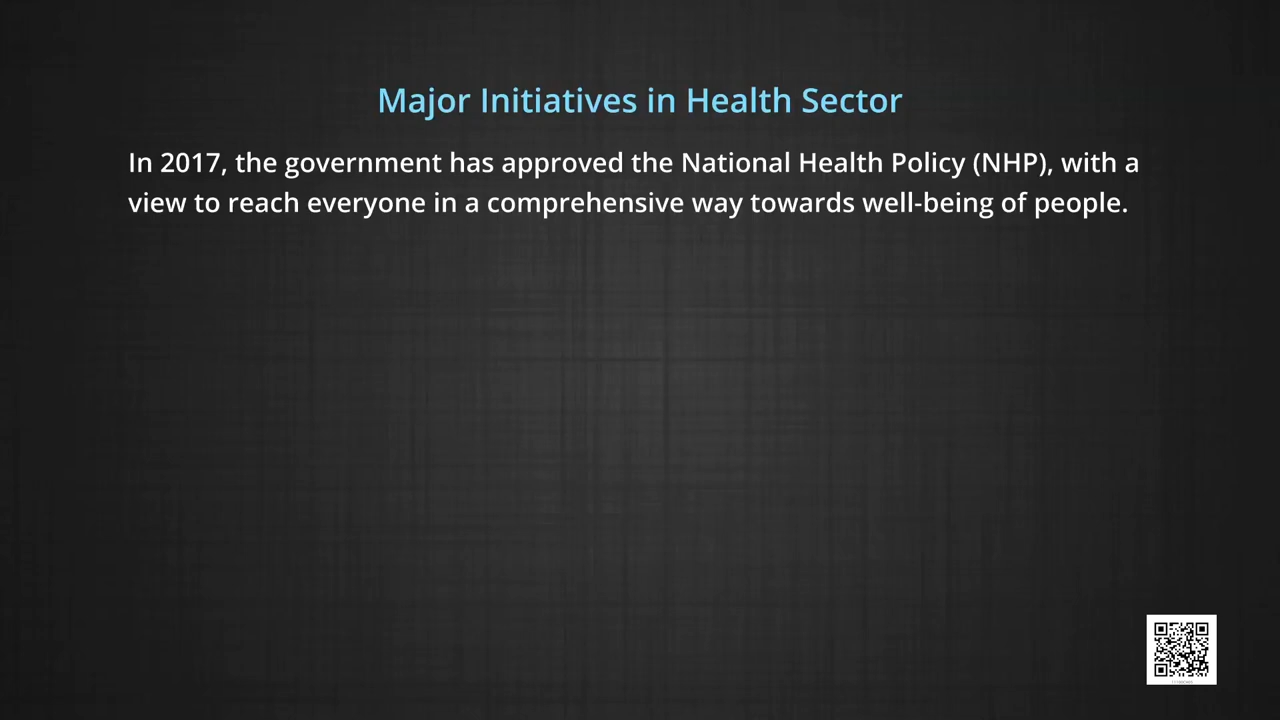 Major Initiatives in Health Sector
In 2017, the government has approved the National Health Policy (NHP), with a
view to reach everyone in a comprehensive way towards well-being of people.